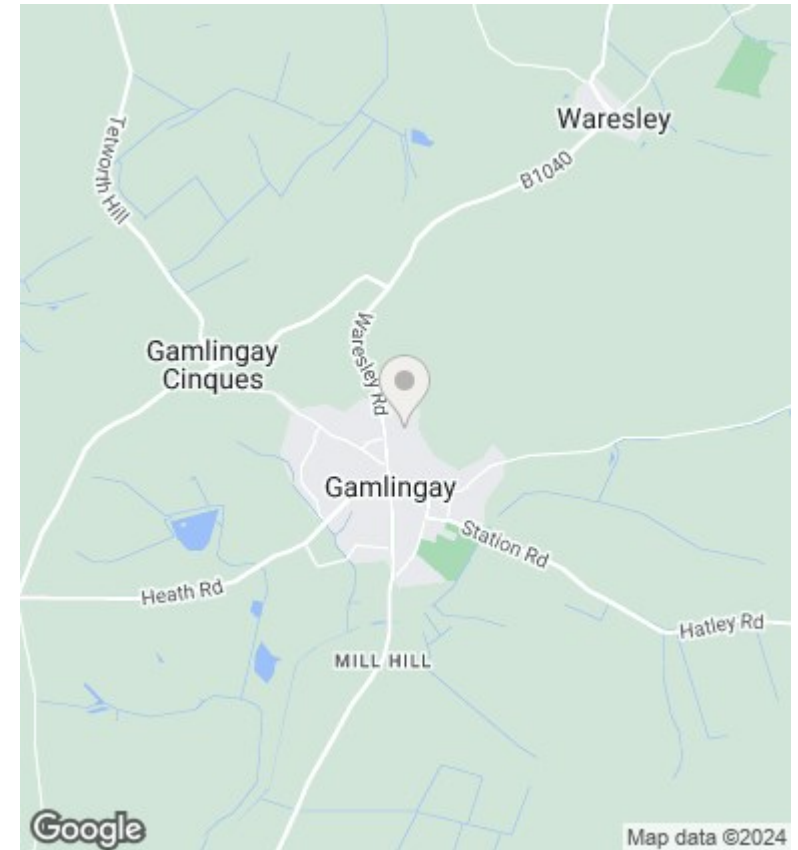 Waresley
B1040
Tetworth Hill
Waresley Rd
Gamlingay
Cinques
Gamlingay
Station Rd
Heath Rd
Hatley Rd
MILL HILL
Google
Map data ©2024